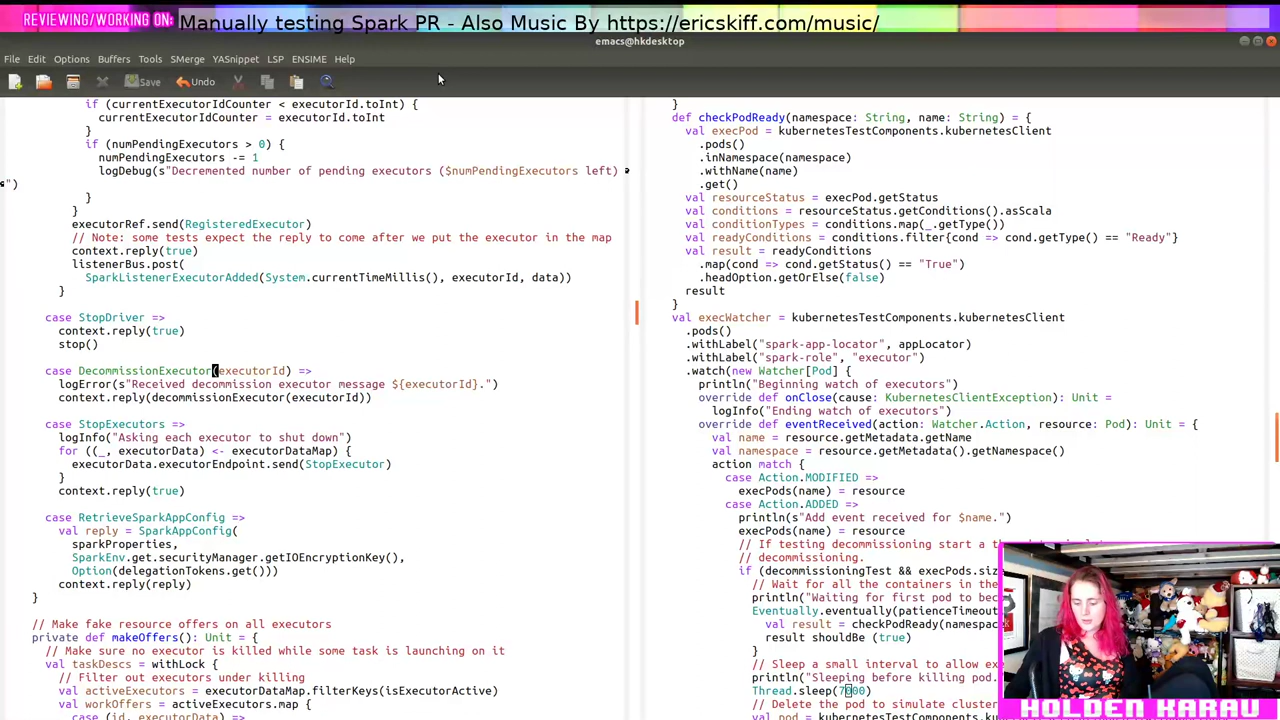 REVIEWING/WORKING ON: Manually testing Spark PR - Also Music By https://ericskiff.com/music/
emacs@hkdesktop
File Edit Options Buffers Tools SMerge YASnippet LSP ENSIME Help
Save Undo
if (currentExecutorIdCounter < executorId.toInt) {
currentExecutorIdCounter = executorId.toInt
}
if (numPendingExecutors > 0) {
numPendingExecutors -= 1
logDebug(s"Decremented number of pending executors ($numPendingExecutors left)
")
}
}
executorRef.send(RegisteredExecutor)
// Note: some tests expect the reply to come after we put the executor in the map
context.reply(true)
listenerBus.post(
SparkListenerExecutorAdded(System.currentTimeMillis(), executorId, data))
}
case StopDriver =>
context.reply(true)
stop()
case DecommissionExecutor(executorId) =>
logError(s"Received decommission executor message ${executorId}.")
context.reply(decommissionExecutor(executorId))
case StopExecutors =>
logInfo("Asking each executor to shut down")
for ((_, executorData) <- executorDataMap) {
executorData.executorEndpoint.send(StopExecutor)
}
context.reply(true)
case RetrieveSparkAppConfig =>
val reply = SparkAppConfig(
sparkProperties,
SparkEnv.get.securityManager.getIOEncryptionKey(),
Option(delegationTokens.get()))
context.reply(reply)
}
// Make fake resource offers on all executors
private def makeOffers(): Unit = {
// Make sure no executor is killed while some task is launching on it
val taskDescs = withLock {
// Filter out executors under killing
val activeExecutors = executorDataMap.filterKeys(isExecutorActive)
val workOffers = activeExecutors.map {
case (id, executorData) =>
}
def checkPodReady(namespace: String, name: String) = {
val execPod = kubernetesTestComponents.kubernetesClient
.pods()
.inNamespace(namespace)
.withName(name)
.get()
val resourceStatus = execPod.getStatus
val conditions = resourceStatus.getConditions().asScala
val conditionTypes = conditions.map(_.getType())
val readyConditions = conditions.filter{cond => cond.getType() == "Ready"}
val result = readyConditions
.map(cond => cond.getStatus() == "True")
.headOption.getOrElse(false)
result
}
val execWatcher = kubernetesTestComponents.kubernetesClient
.pods()
.withLabel("spark-app-locator", appLocator)
.withLabel("spark-role", "executor")
.watch(new Watcher[Pod] {
println("Beginning watch of executors")
override def onClose(cause: KubernetesClientException): Unit =
logInfo("Ending watch of executors")
override def eventReceived(action: Watcher.Action, resource: Pod): Unit = {
val name = resource.getMetadata.getName
val namespace = resource.getMetadata().getNamespace()
action match {
case Action.MODIFIED =>
execPods(name) = resource
case Action.ADDED =>
println(s"Add event received for $name.")
execPods(name) = resource
// If testing decommissioning start a
// decommissioning.
if (decommissioningTest && execPods.siz
// Wait for all the containers in the
println("Waiting for first pod to bec
Eventually.eventually(patienceTimeout
val result = checkPodReady(namespace
result shouldBe (true)
}
// Sleep a small interval to allow ex
println("Sleeping before killing pod.
Thread.sleep(7000)
// Delete the pod to simulate cluster
val pod = kubernetesTestComponents.kube
HOLDEN KARAU